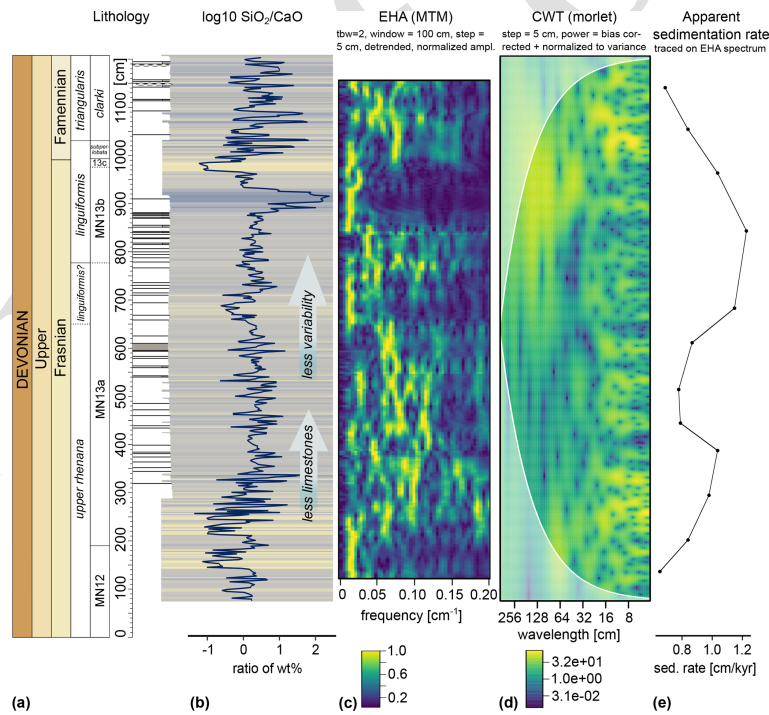 Lithology
log10 SiO₂/CaO
EHA (MTM)
tbw=2, window = 100 cm, step =
5 cm, detrended, normalized ampl.
CWT (morlet)
step = 5 cm, power = bias cor-
rected + normalized to variance
Apparent
sedimentation rate
traced on EHA spectrum
DEVONIAN
Upper
Famennian
Frasnian
triangularis
linguiformis
linguiformis?
upper rhenana
clarki
subper-
lobata
13c
MN13b
MN13a
MN12
[cm]
1100
1000
900
800
700
600
500
400
300
200
100
0
less variability
less limestones
-1 0 1 2
ratio of wt%
0 0.05 0.10 0.20
frequency [cm⁻¹]
1.0
0.8
0.6
0.4
0.2
256 128 64 32 16 8
wavelength [cm]
3.2e+01
1.0e+00
3.1e-02
0.8 1.0 1.2
sed. rate [cm/kyr]
(a) (b) (c) (d) (e)